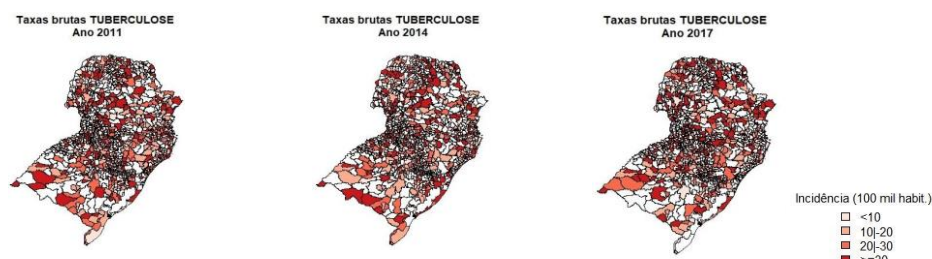 Taxas brutas TUBERCULOSE
Ano 2011
Taxas brutas TUBERCULOSE
Ano 2014
Taxas brutas TUBERCULOSE
Ano 2017
Incidência (100 mil habit.)
<10
10|-20
20|-30
>=30